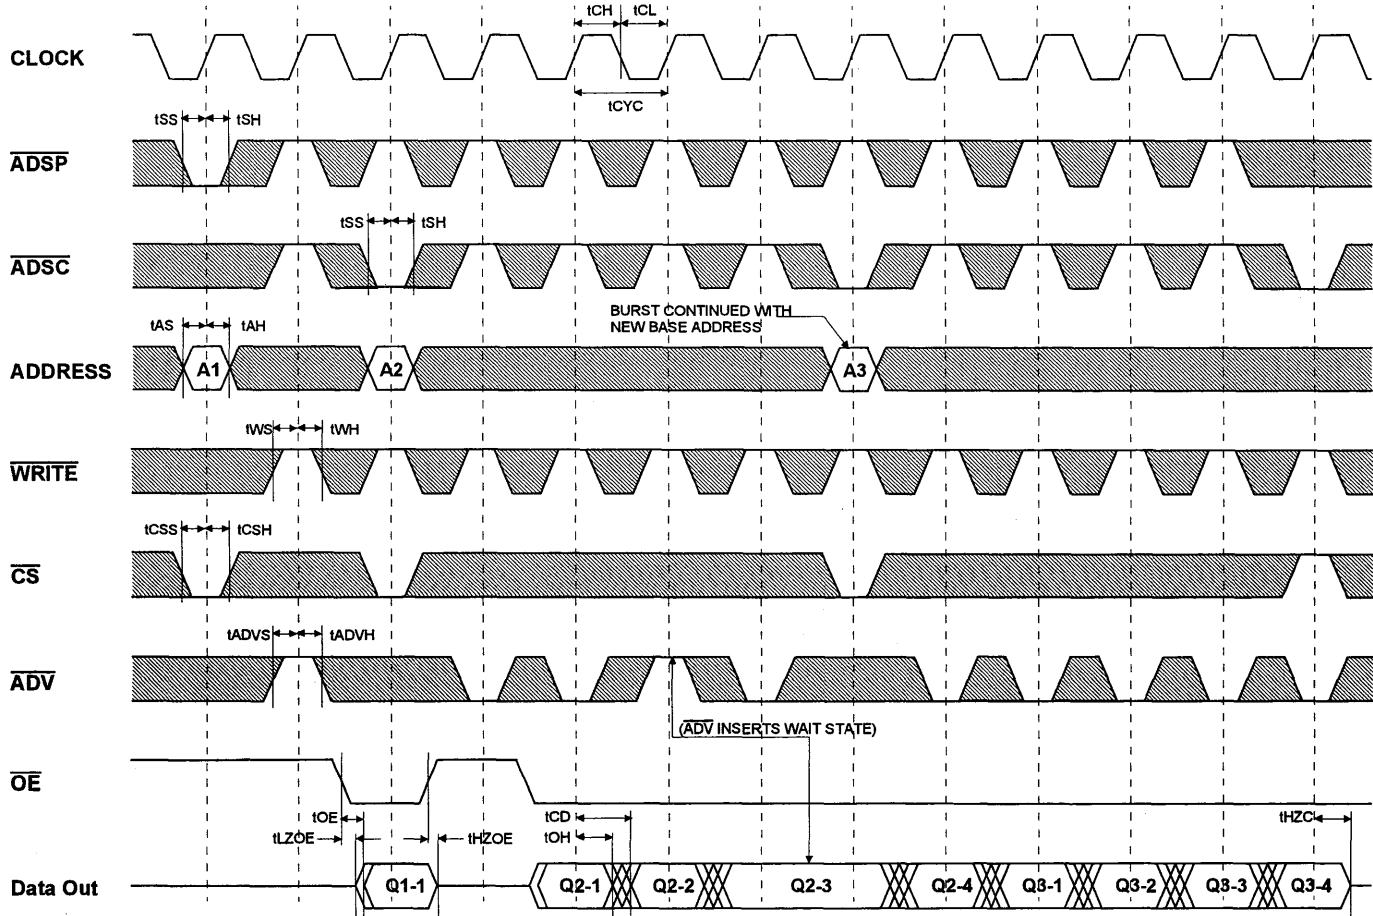 tCH tCL
CLOCK
tCYC
tSS tSH
ADSP
tSS tSH
ADSC
BURST CONTINUED WITH
NEW BASE ADDRESS
tAS tAH
ADDRESS A1 A2 A3
tWS tWH
WRITE
tCSS tCSH
CS
tADVS tADVH
ADV
(ADV INSERTS WAIT STATE)
OE
tOE tCD tHZC
tLZOE tHZOE tOH
Data Out Q1-1 Q2-1 Q2-2 Q2-3 Q2-4 Q3-1 Q3-2 Q3-3 Q3-4